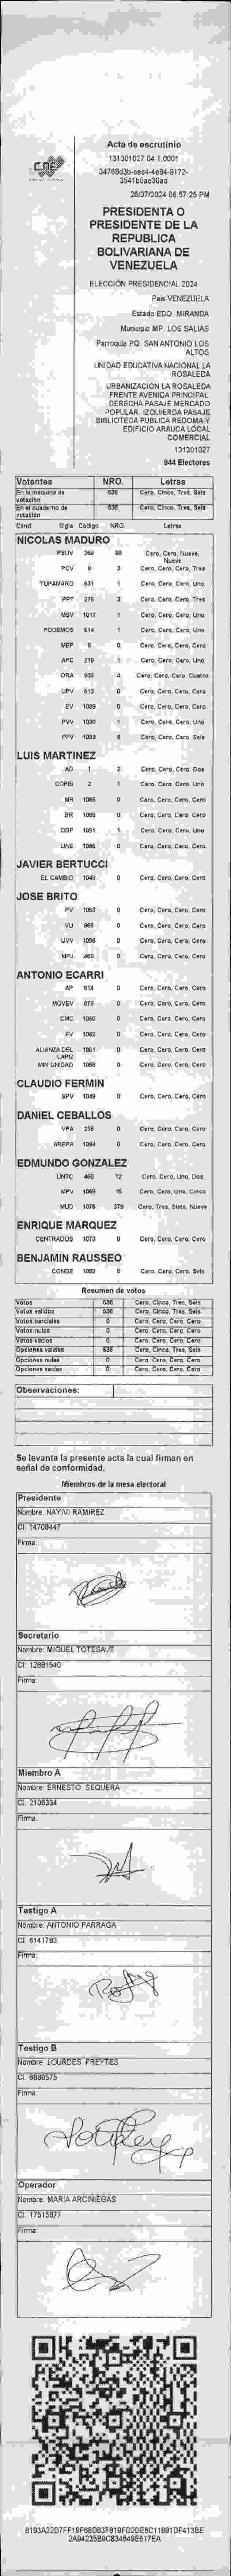 Acta de escrutinio
131301027 04 1.0001
28/07/2024 06:57:25 PM
PRESIDENTA O
PRESIDENTE DE LA
REPUBLICA
BOLIVARIANA DE
VENEZUELA
ELECCIÓN PRESIDENCIAL 2024
Pais VENEZUELA
Estado EDO. MIRANDA
Municipio MP. LOS SALIAS
Parroquia PQ. SAN ANTONIO LOS
ALTOS
UNIDAD EDUCATIVA NACIONAL LA
ROSALEDA
URBANIZACION LA ROSALEDA
FRENTE AVENIDA PRINCIPAL.
DERECHA PASAJE MERCADO
POPULAR. IZQUIERDA PASAJE
BIBLIOTECA PUBLICA REDOMA Y
EDIFICIO ARAUCA LOCAL
COMERCIAL
131301027
944 Electores
Votantes NRO. Letras
En la maquina de votación 536 Cero, Cinco, Tres, Seis
En el cuaderno de votación 536 Cero, Cinco, Tres, Seis
Cand. Sigla Codigo NRO. Letras
NICOLAS MADURO
PSUV 269 99 Cero, Cero, Nueve,
Nueve
PCV 9 3 Cero, Cero, Cero, Tres
TUPAMARO 931 1 Cero, Cero, Cero, Uno
PPT 276 3 Cero, Cero, Cero, Tres
MSV 1017 1 Cero, Cero, Cero, Uno
PODEMOS 514 1 Cero, Cero, Cero, Uno
MEP 6 0 Cero, Cero, Cero, Cero
APC 219 1 Cero, Cero, Cero, Uno
ORA 906 4 Cero, Cero, Cero, Cuatro
UPV 513 0 Cero, Cero, Cero, Cero
EV 1089 0 Cero, Cero, Cero, Cero
PVV 1090 1 Cero, Cero, Cero, Uno
PFV 1093 6 Cero, Cero, Cero, Seis
LUIS MARTINEZ
AD 1 2 Cero, Cero, Cero, Dos
COPEI 2 1 Cero, Cero, Cero, Uno
MR 1065 0 Cero, Cero, Cero, Cero
BR 0 Cero, Cero, Cero, Cero
DDP 1091 1 Cero, Cero, Cero, Uno
UNE 1096 0 Cero, Cero, Cero, Cero
JAVIER BERTUCCI
EL CAMBIO 1048 0 Cero, Cero, Cero, Cero
JOSE BRITO
PV 1053 0 Cero, Cero, Cero, Cero
VU 988 0 Cero, Cero, Cero, Cero
UVV 0 Cero, Cero, Cero, Cero
MPJ 468 0 Cero, Cero, Cero, Cero
ANTONIO ECARRI
AP 914 0 Cero, Cero, Cero, Cero
MOVEV 879 0 Cero, Cero, Cero, Cero
CMC 1050 0 Cero, Cero, Cero, Cero
FV 1062 0 Cero, Cero, Cero, Cero
ALIANZA DEL 1051 0 Cero, Cero, Cero, Cero
LAPIZ
MIN UNIDAD 0 Cero, Cero, Cero, Cero
CLAUDIO FERMIN
SPV 1049 0 Cero, Cero, Cero, Cero
DANIEL CEBALLOS
VPA 236 0 Cero, Cero, Cero, Cero
AREPA 1094 0 Cero, Cero, Cero, Cero
EDMUNDO GONZALEZ
UNTC 460 12 Cero, Cero, Uno, Dos
MPV 1069 15 Cero, Cero, Uno, Cinco
MUD 379 Cero, Tres, Siete, Nueve
ENRIQUE MARQUEZ
CENTRADOS 1073 0 Cero, Cero, Cero, Cero
BENJAMIN RAUSSEO
CONDE 1092 6 Cero, Cero, Cero, Seis
Resumen de votos
Votos 536 Cero, Cinco, Tres, Seis
Votos validos 536 Cero, Cinco, Tres, Seis
Votos parciales 0 Cero, Cero, Cero, Cero
Votos nulos 0 Cero, Cero, Cero, Cero
Votos vacios 0 Cero, Cero, Cero, Cero
Opciones validas 536 Cero, Cinco, Tres, Seis
Opciones nulas 0 Cero, Cero, Cero, Cero
Opciones vacias 0 Cero, Cero, Cero, Cero
Observaciones:
Se levanta la presente acta la cual firman en
señal de conformidad,
Miembros de la mesa electoral
Presidente
Nombre: NAYIVI RAMIREZ
CI: 14709447
Firma:
Secretario
Nombre: MIGUEL TOTESAUT
CI: 12881540
Firma:
Miembro A
Nombre: ERNESTO SEQUERA
CI: 2106334
Firma:
Testigo A
Nombre: ANTONIO PARRAGA
CI: 6141783
Firma:
Testigo B
Nombre: LOURDES FREYTES
CI: 6889575
Firma:
Operador
Nombre: MARIA ARCINIEGAS
CI: 17515877
Firma: